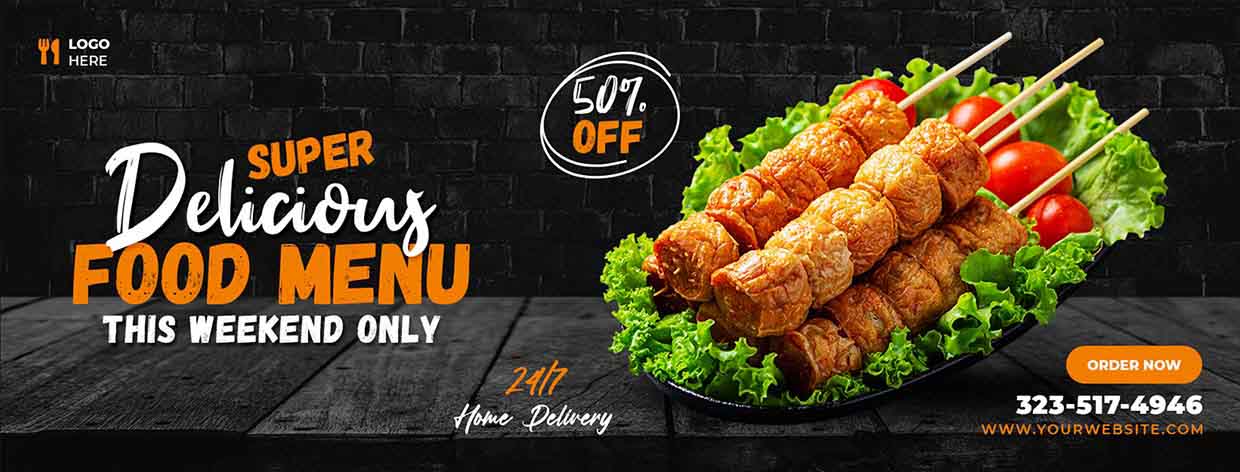 LOGO
HERE
50%
OFF
SUPER
Delicious
FOOD MENU
THIS WEEKEND ONLY
24/7
Home Delivery
ORDER NOW
323-517-4946
WWW.YOURWEBSITE.COM